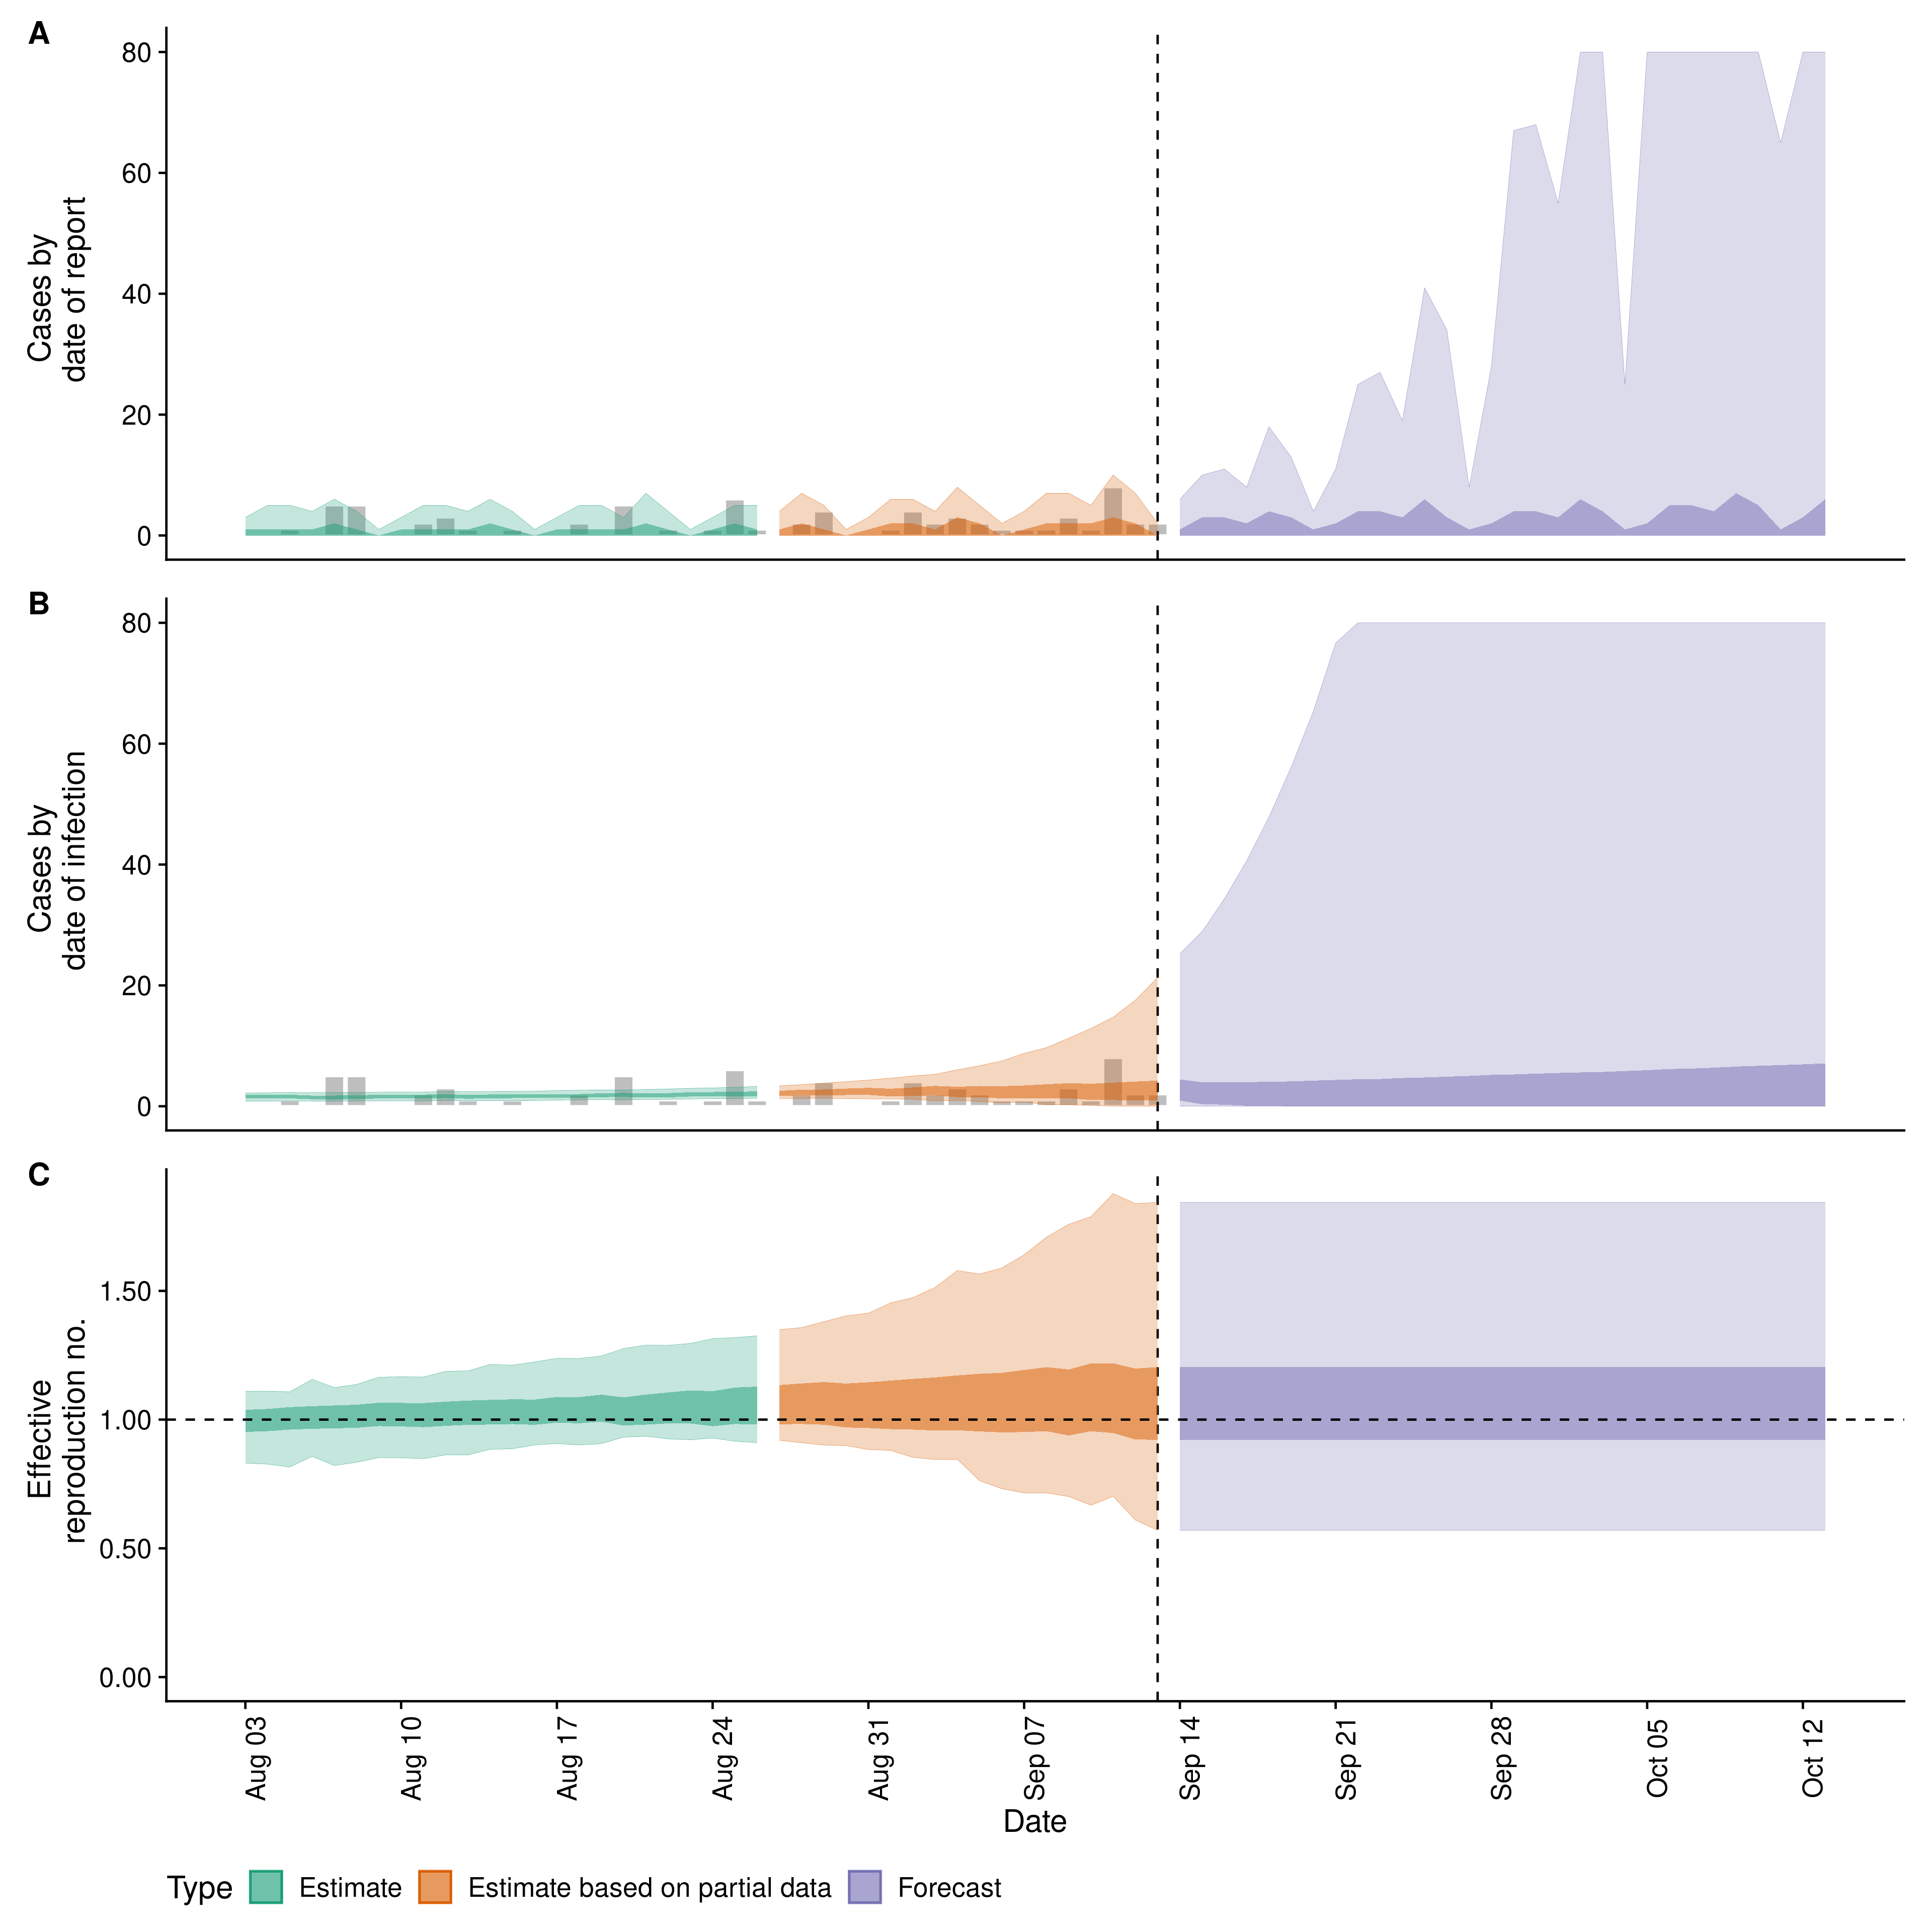 A
80
60
40
20
0
Cases by
date of report
B
80
60
40
20
0
Cases by
date of infection
C
1.50
1.00
0.50
0.00
Effective
reproduction no.
Aug 03
Aug 10
Aug 17
Aug 24
Aug 31
Sep 07
Sep 14
Sep 21
Sep 28
Oct 05
Oct 12
Date
Type Estimate Estimate based on partial data Forecast